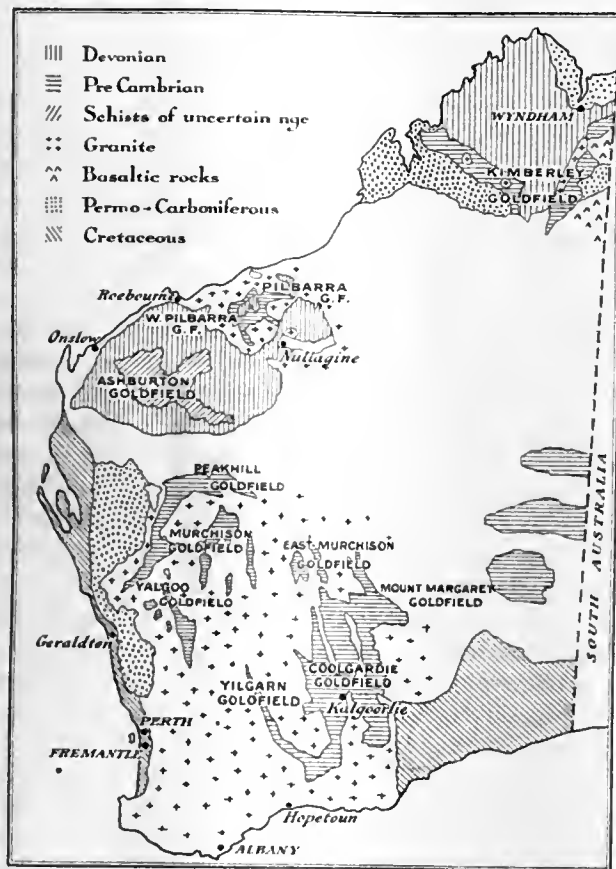 Devonian
Pre Cambrian
Schists of uncertain age
Granite
Basaltic rocks
Permo-Carboniferous
Cretaceous
WYNDHAM
KIMBERLEY
GOLDFIELD
PILBARRA
G.F.
Roebourne
W. PILBARRA
G.F.
Onslow
Nullagine
ASHBURTON
GOLDFIELD
PEAKHILL
GOLDFIELD
MURCHISON
GOLDFIELD
EAST MURCHISON
GOLDFIELD
YALGOO
GOLDFIELD
MOUNT MARGARET
GOLDFIELD
Geraldton
COOLGARDIE
GOLDFIELD
YILGARN
GOLDFIELD
Kalgoorlie
PERTH
FREMANTLE
Hopetoun
ALBANY
SOUTH AUSTRALIA